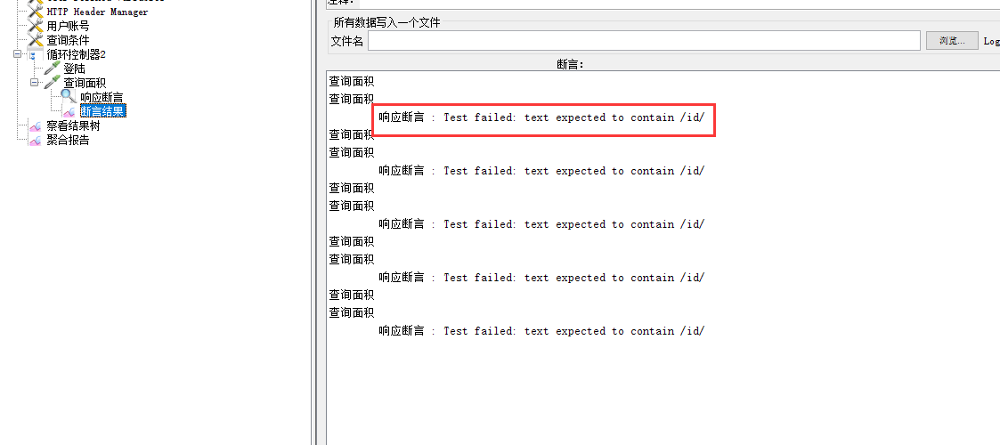 HTTP Header Manager
用户账号
查询条件
循环控制器2
登陆
查询面积
响应断言
断言结果
察看结果树
聚合报告
注释：
所有数据写入一个文件
文件名
浏览...
Log
断言：
查询面积
查询面积
响应断言 : Test failed: text expected to contain /id/
查询面积
查询面积
响应断言 : Test failed: text expected to contain /id/
查询面积
查询面积
响应断言 : Test failed: text expected to contain /id/
查询面积
查询面积
响应断言 : Test failed: text expected to contain /id/
查询面积
查询面积
响应断言 : Test failed: text expected to contain /id/